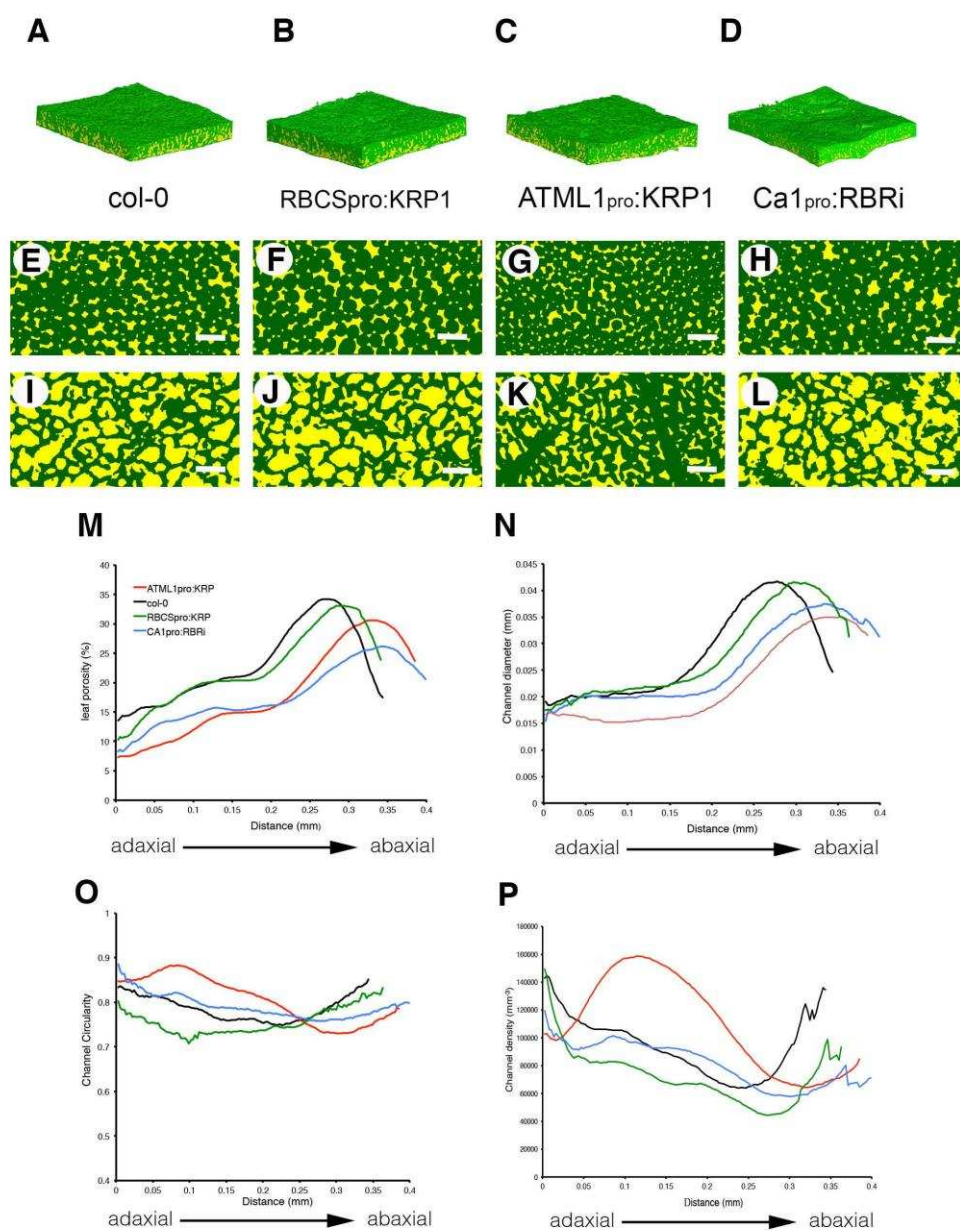 A
B
C
D
col-0
RBCSpro:KRP1
ATML1pro:KRP1
Ca1pro:RBRi
E
F
G
H
I
J
K
L
M
N
40
35
30
25
20
15
10
5
0
leaf porosity (%)
ATML1pro:KRP
col-0
RBCSpro:KRP
CA1pro:RBRi
0 0.05 0.1 0.15 0.2 0.25 0.3 0.35 0.4
Distance (mm)
adaxial abaxial
0.045
0.04
0.035
0.03
0.025
0.02
0.015
0.01
0.005
0
Channel diameter (mm)
0 0.05 0.1 0.15 0.2 0.25 0.3 0.35 0.4
Distance (mm)
adaxial abaxial
O
P
1
0.9
0.8
0.7
0.6
0.5
0.4
Channel Circularity
0 0.05 0.1 0.15 0.2 0.25 0.3 0.35 0.4
Distance (mm)
adaxial abaxial
180000
160000
140000
120000
100000
80000
60000
40000
20000
0
Channel density (mm-3)
0 0.05 0.1 0.15 0.2 0.25 0.3 0.35 0.4
Distance (mm)
adaxial abaxial